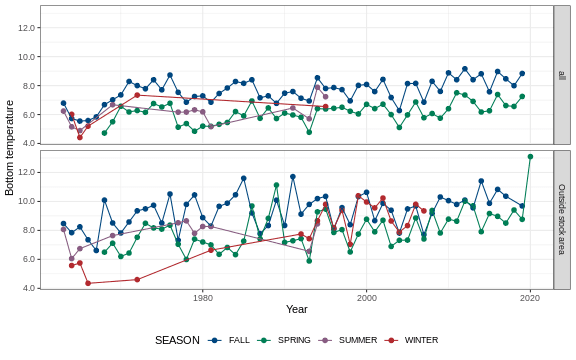 12.0
10.0
8.0
6.0
4.0
all
12.0
10.0
8.0
6.0
4.0
Outside stock area
Bottom temperature
1980
2000
2020
Year
SEASON FALL SPRING SUMMER WINTER